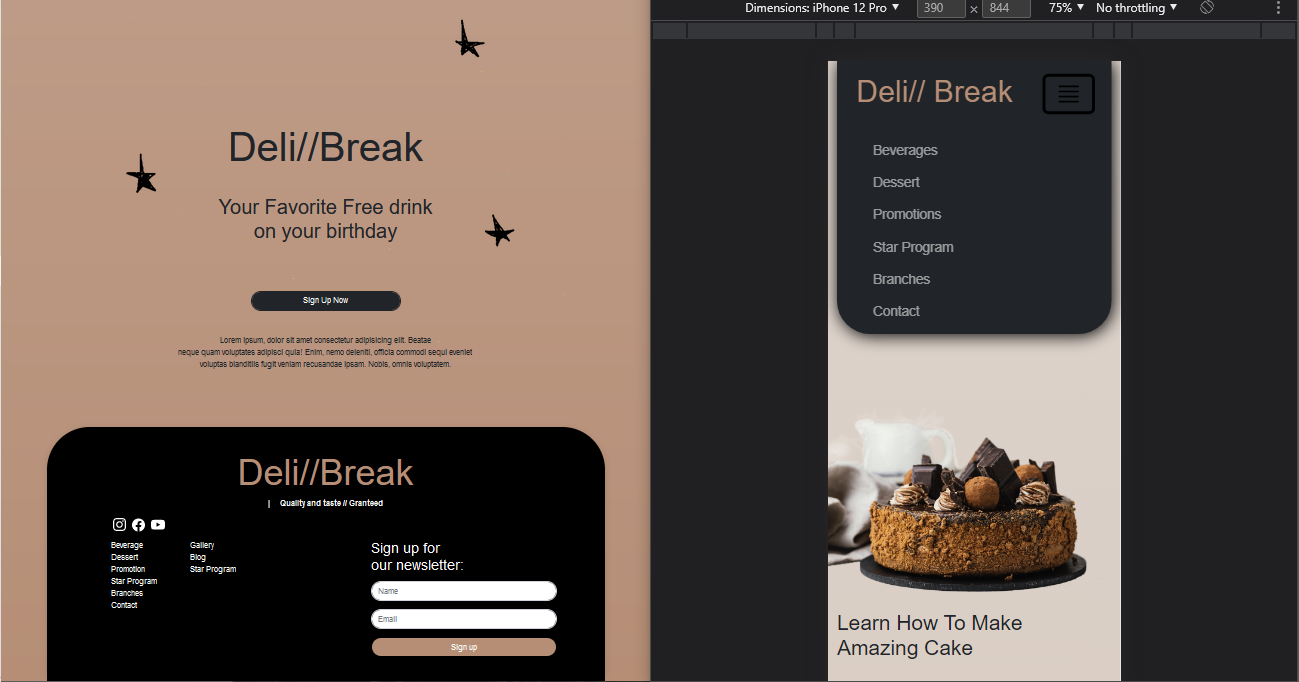 Deli//Break
Your Favorite Free drink
on your birthday
Sign Up Now
Lorem ipsum, dolor sit amet consectetur adipisicing elit. Beatae
neque quam voluptates adipisci quia! Enim, nemo deleniti, officia commodi sequi eveniet
voluptas blanditiis fugit veniam recusandae ipsam. Nobis, omnis voluptatem.
Deli//Break
| Quality and taste // Granteed
Beverage
Dessert
Promotion
Star Program
Branches
Contact
Gallery
Blog
Star Program
Sign up for
our newsletter:
Name
Email
Sign up
Dimensions: iPhone 12 Pro ▼ 390 × 844 75% ▼ No throttling ▼
Deli// Break
Beverages
Dessert
Promotions
Star Program
Branches
Contact
Learn How To Make
Amazing Cake